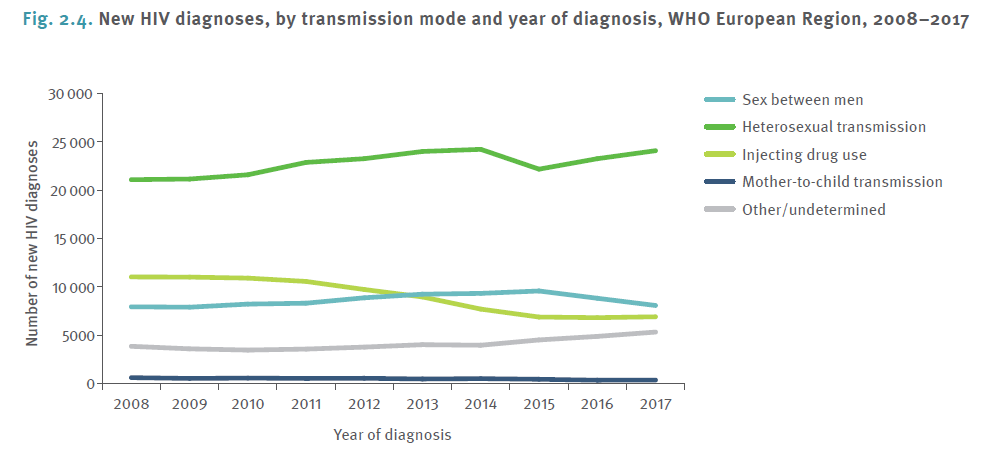 Fig. 2.4. New HIV diagnoses, by transmission mode and year of diagnosis, WHO European Region, 2008–2017
30 000
25 000
20 000
15 000
10 000
5000
0
Number of new HIV diagnoses
2008 2009 2010 2011 2012 2013 2014 2015 2016 2017
Year of diagnosis
Sex between men
Heterosexual transmission
Injecting drug use
Mother-to-child transmission
Other/undetermined